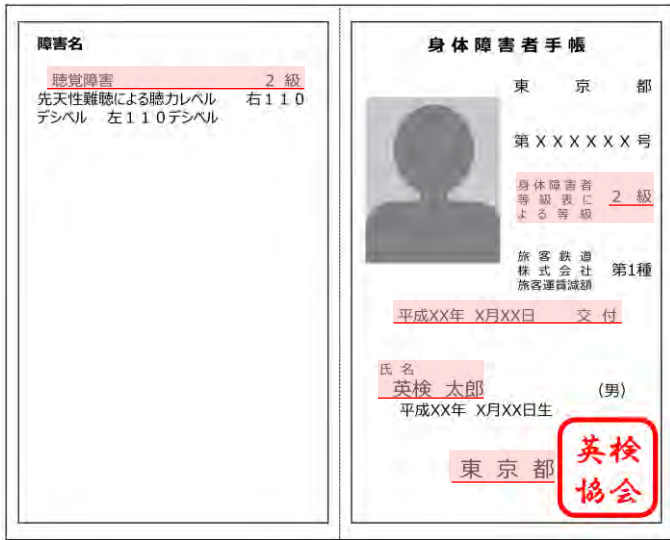 障害名
聴覚障害 2 級
先天性難聴による聴力レベル 右110
デシベル 左110デシベル
身体障害者手帳
東 京 都
第XXXXXX号
身体障害者
等級表に
よる等級
2 級
旅客鉄道
株式会社
旅客運賃減額
第1種
平成XX年 X月XX日 交 付
氏 名
英検 太郎 (男)
平成XX年 X月XX日生
東 京 都
英検
協会